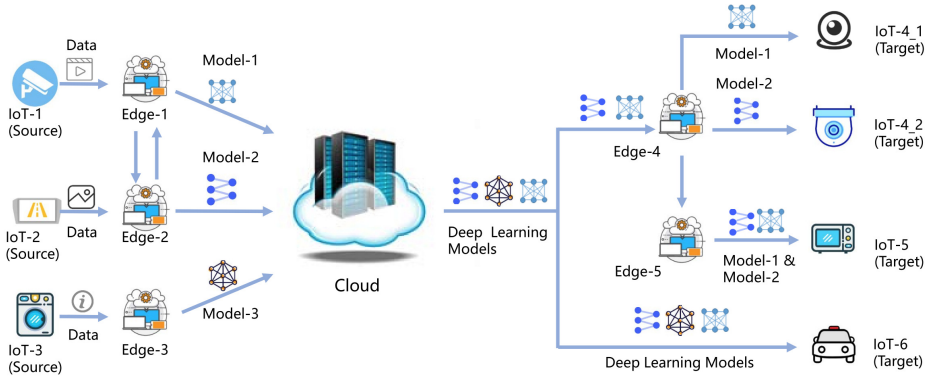 Data
IoT-1
(Source)
Edge-1
Model-1
Model-2
IoT-2
(Source)
Data
Edge-2
IoT-3
(Source)
Data
Edge-3
Model-3
Cloud
Deep Learning
Models
Edge-4
Model-1
Model-2
IoT-4_1
(Target)
IoT-4_2
(Target)
Edge-5
Model-1 &
Model-2
IoT-5
(Target)
Deep Learning Models
IoT-6
(Target)